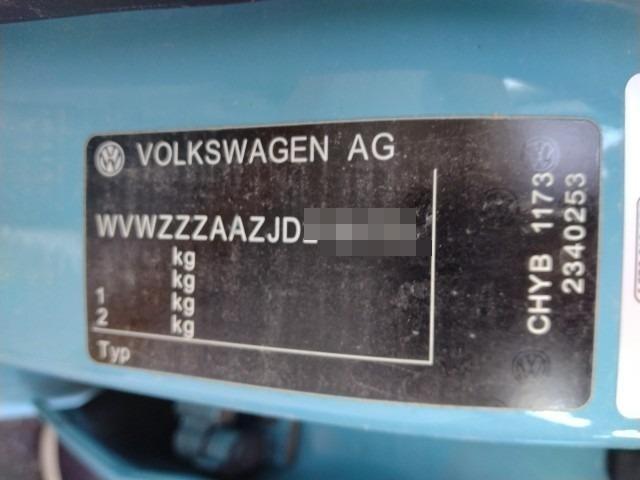 VOLKSWAGEN AG
WVWZZZAAZJD
kg
kg
1 kg
2 kg
Typ
CHYB 1173
2340253